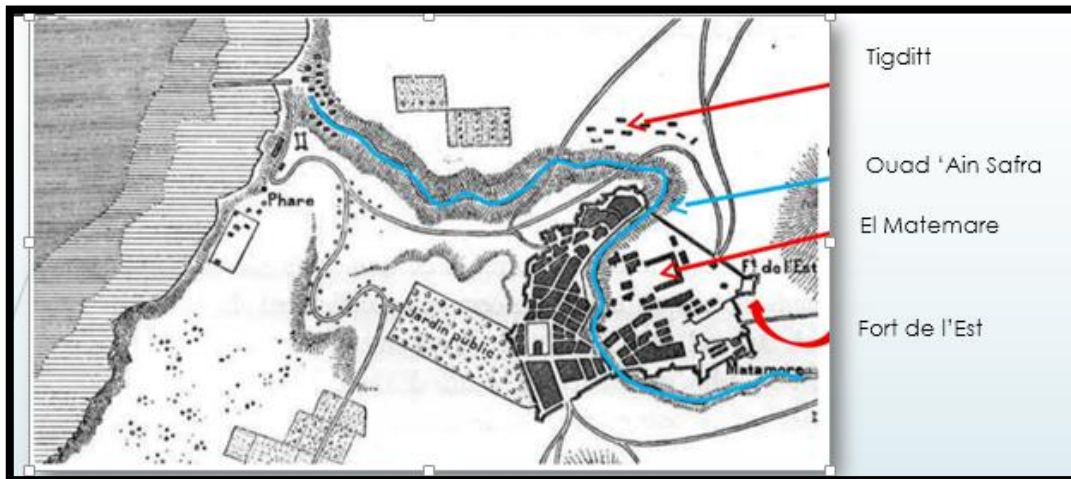 Tigditt
Ouad ‘Ain Safra
El Matemare
Phare
Fᵗ de l'Est
Jardin public
Fort de l’Est
Matamore